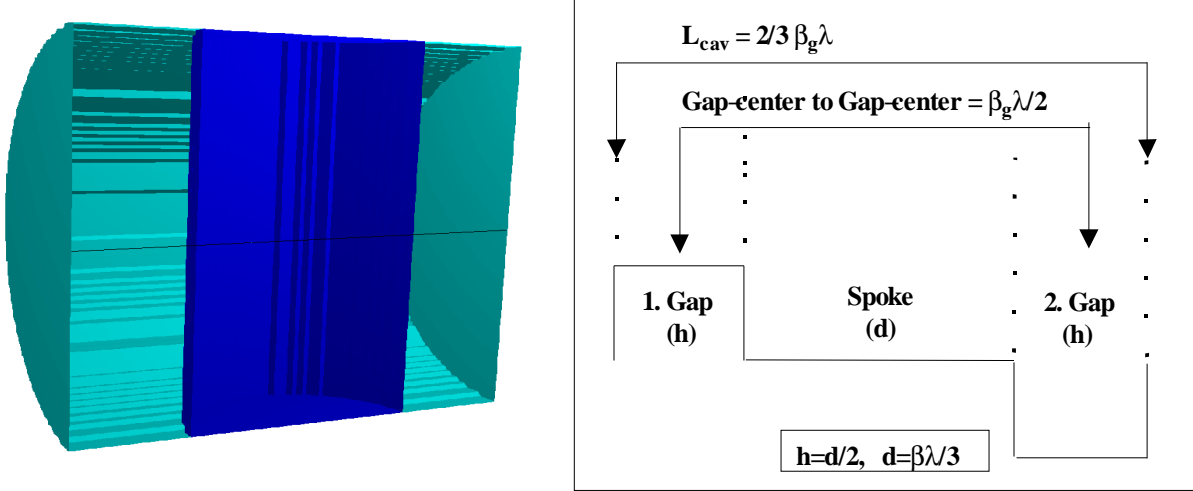 L_cav = 2/3 β_gλ
Gap-center to Gap-center = β_gλ/2
1. Gap
(h)
Spoke
(d)
2. Gap
(h)
h=d/2, d=βλ/3